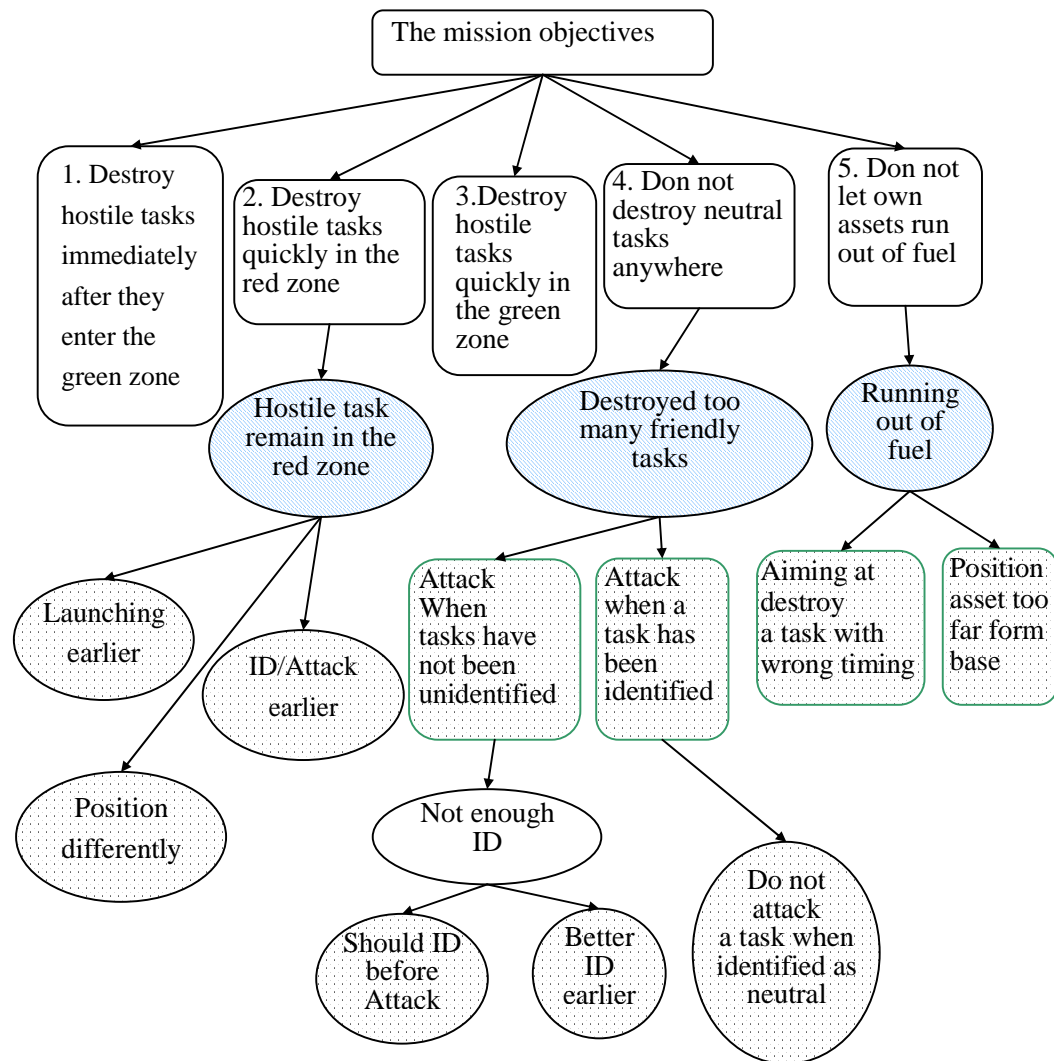 The mission objectives
1. Destroy
hostile tasks
immediately
after they
enter the
green zone
2. Destroy
hostile tasks
quickly in the
red zone
3.Destroy
hostile
tasks
quickly in
the green
zone
4. Don not
destroy neutral
tasks
anywhere
5. Don not
let own
assets run
out of fuel
Hostile task
remain in the
red zone
Destroyed too
many friendly
tasks
Running
out of
fuel
Launching
earlier
ID/Attack
earlier
Position
differently
Attack
When
tasks have
not been
unidentified
Attack
when a
task has
been
identified
Aiming at
destroy
a task with
wrong timing
Position
asset too
far form
base
Not enough
ID
Should ID
before
Attack
Better
ID
earlier
Do not
attack
a task when
identified as
neutral